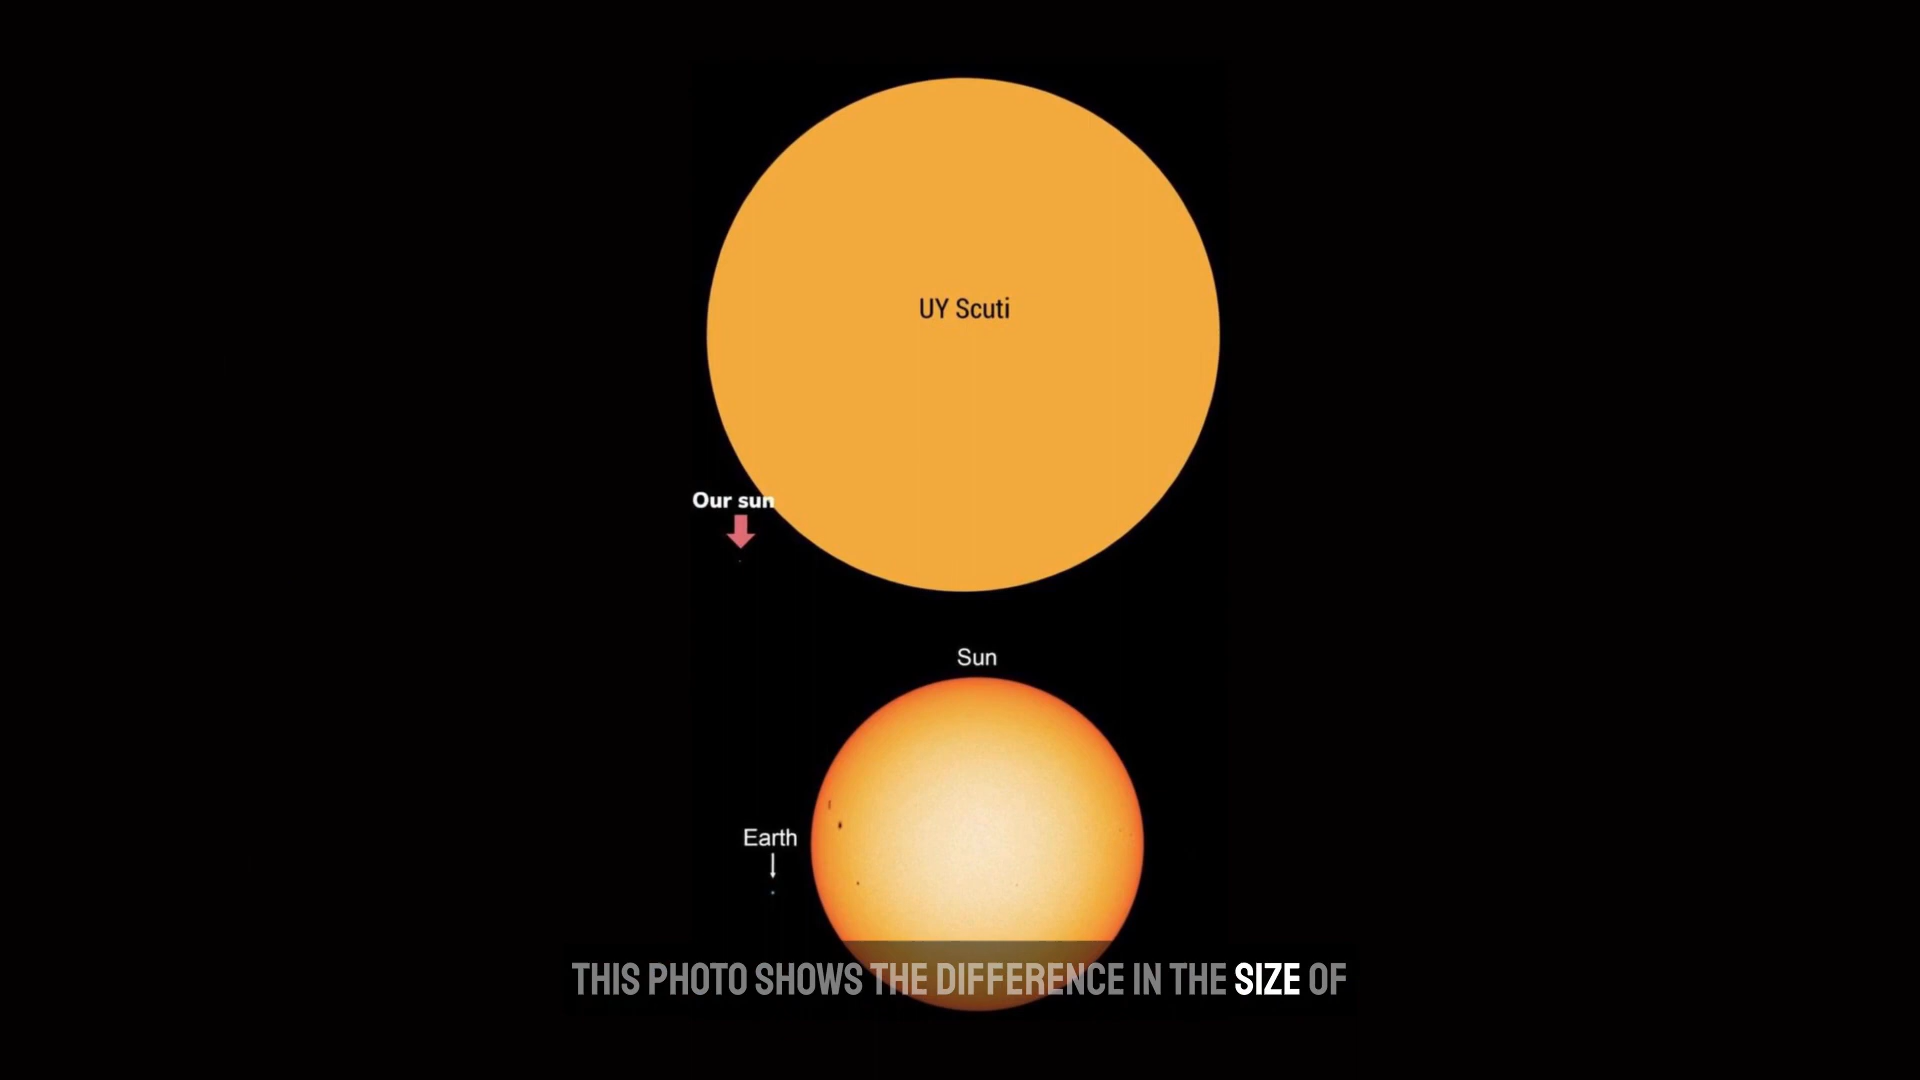 UY Scuti
Our sun
Sun
Earth
THIS PHOTO SHOWS THE DIFFERENCE IN THE SIZE OF